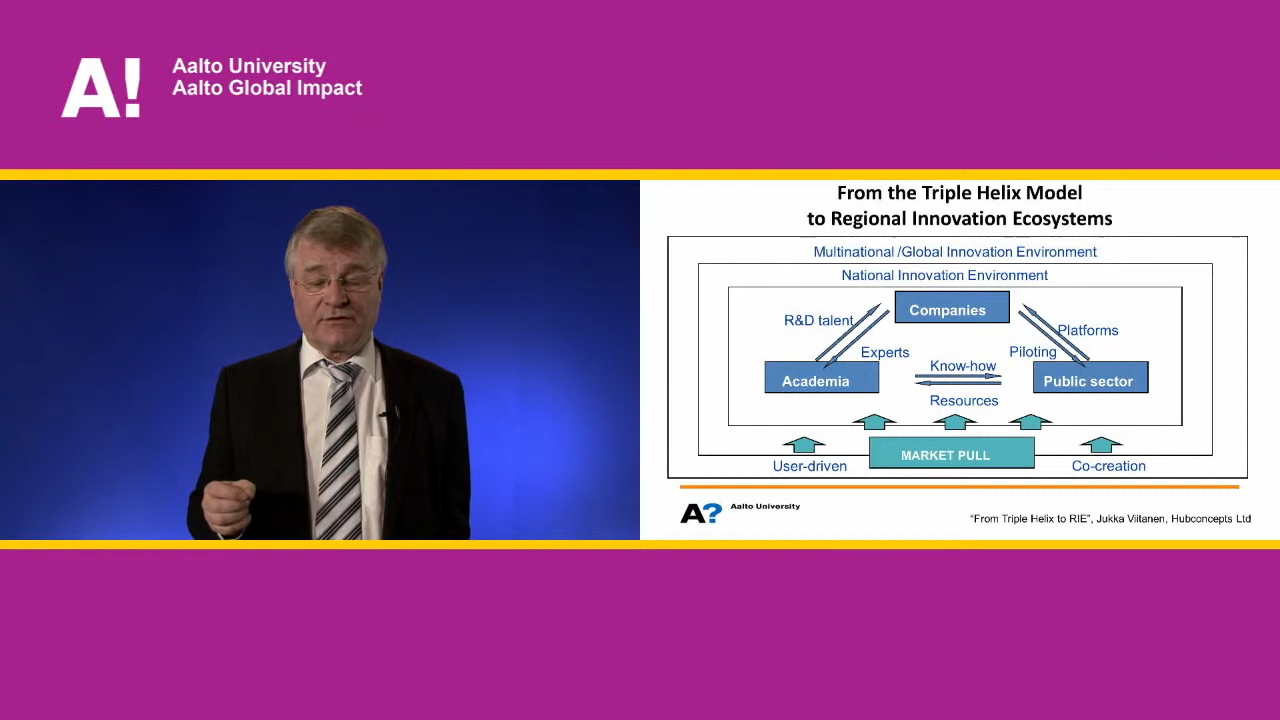 A!
Aalto University
Aalto Global Impact
From the Triple Helix Model
to Regional Innovation Ecosystems
Multinational /Global Innovation Environment
National Innovation Environment
Companies
R&D talent
Platforms
Experts
Piloting
Know-how
Academia
Public sector
Resources
MARKET PULL
User-driven
Co-creation
A?
Aalto University
"From Triple Helix to RIE", Jukka Viitanen, Hubconcepts Ltd